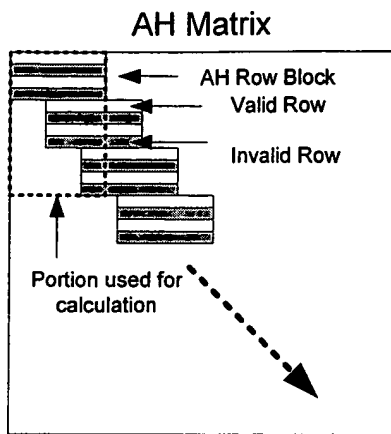 AH Matrix
AH Row Block
Valid Row
Invalid Row
Portion used for
calculation